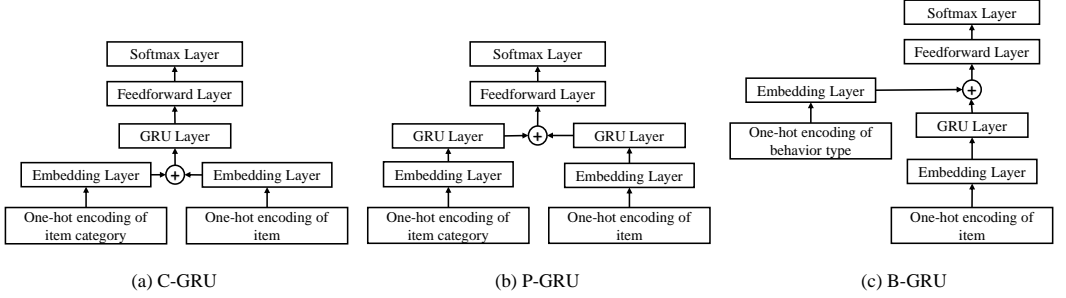 Softmax Layer
Feedforward Layer
GRU Layer
Embedding Layer
Embedding Layer
One-hot encoding of
item category
One-hot encoding of
item
(a) C-GRU
Softmax Layer
Feedforward Layer
GRU Layer
GRU Layer
Embedding Layer
Embedding Layer
One-hot encoding of
item category
One-hot encoding of
item
(b) P-GRU
Softmax Layer
Feedforward Layer
Embedding Layer
One-hot encoding of
behavior type
GRU Layer
Embedding Layer
One-hot encoding of
item
(c) B-GRU